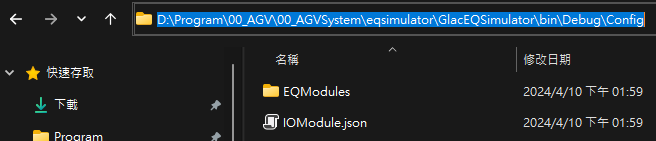 D:\Program\00_AGV\00_AGVSystem\eqsimulator\GlacEQSimulator\bin\Debug\Config
名稱 修改日期
快速存取
EQModules 2024/4/10 下午 01:59
下載
IOModule.json 2024/4/10 下午 01:59
Program